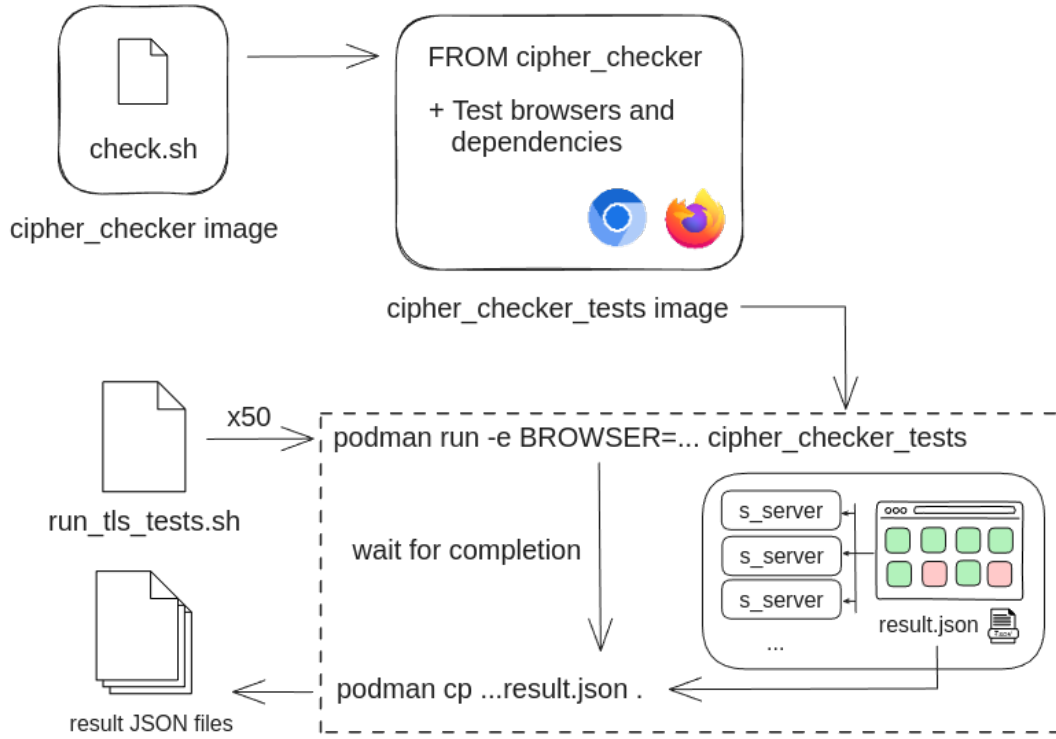 check.sh
cipher_checker image
FROM cipher_checker
+ Test browsers and
dependencies
cipher_checker_tests image
x50
run_tls_tests.sh
podman run -e BROWSER=... cipher_checker_tests
wait for completion
s_server
s_server
s_server
...
result.json
podman cp ...result.json .
result JSON files